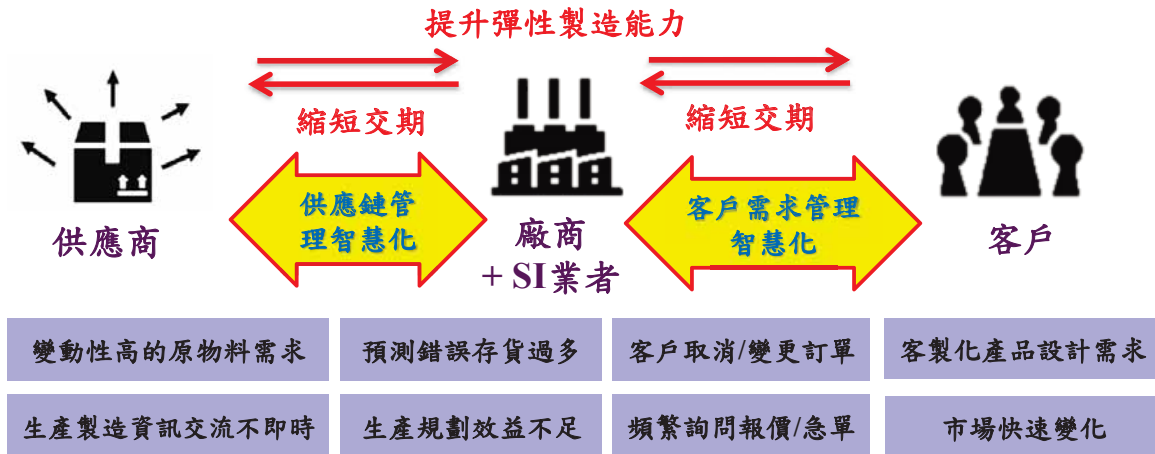 提升彈性製造能力
縮短交期
縮短交期
供應鏈管
理智慧化
客戶需求管理
智慧化
供應商
廠商
+ SI業者
客戶
變動性高的原物料需求
預測錯誤存貨過多
客戶取消/變更訂單
客製化產品設計需求
生產製造資訊交流不即時
生產規劃效益不足
頻繁詢問報價/急單
市場快速變化